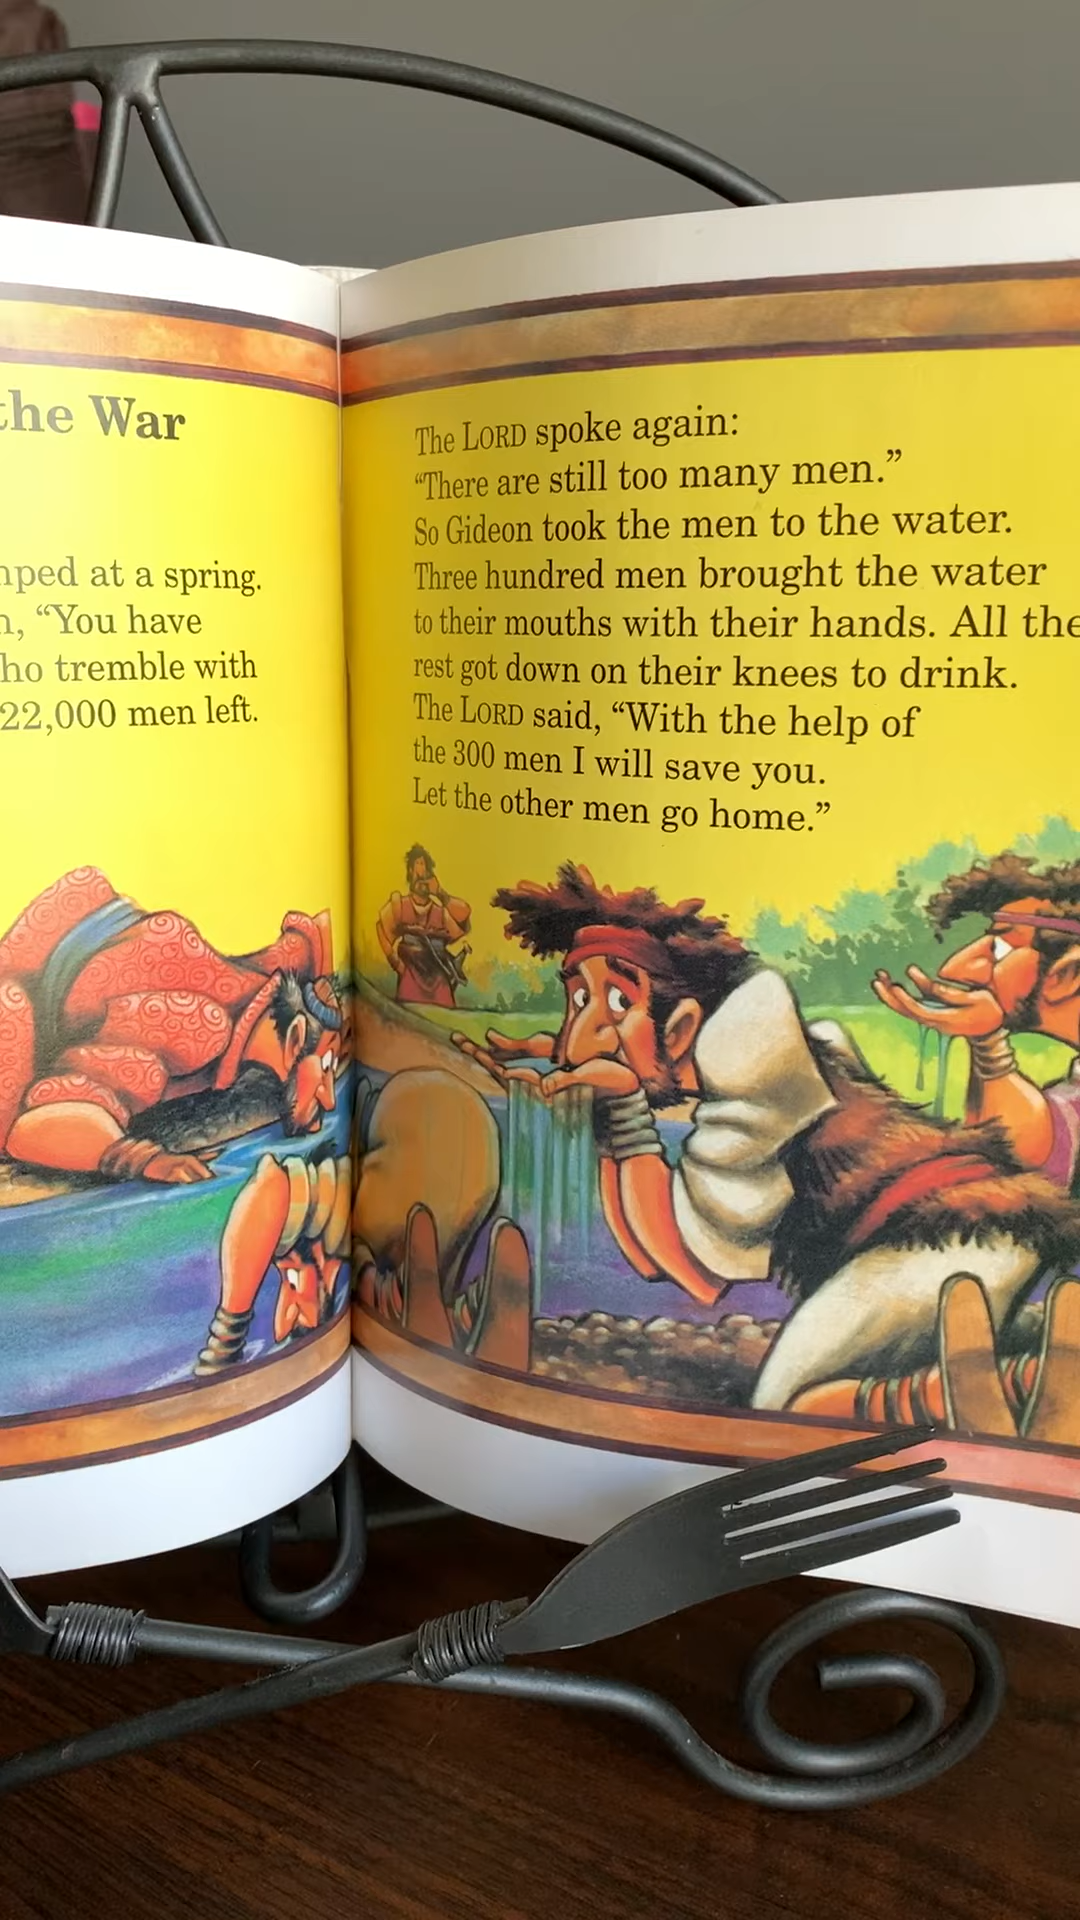 the War
at a spring.
“You have
tremble with
22,000 men left.
The LORD spoke again:
“There are still too many men.”
So Gideon took the men to the water.
Three hundred men brought the water
to their mouths with their hands. All the
rest got down on their knees to drink.
The LORD said, “With the help of
the 300 men I will save you.
Let the other men go home.”